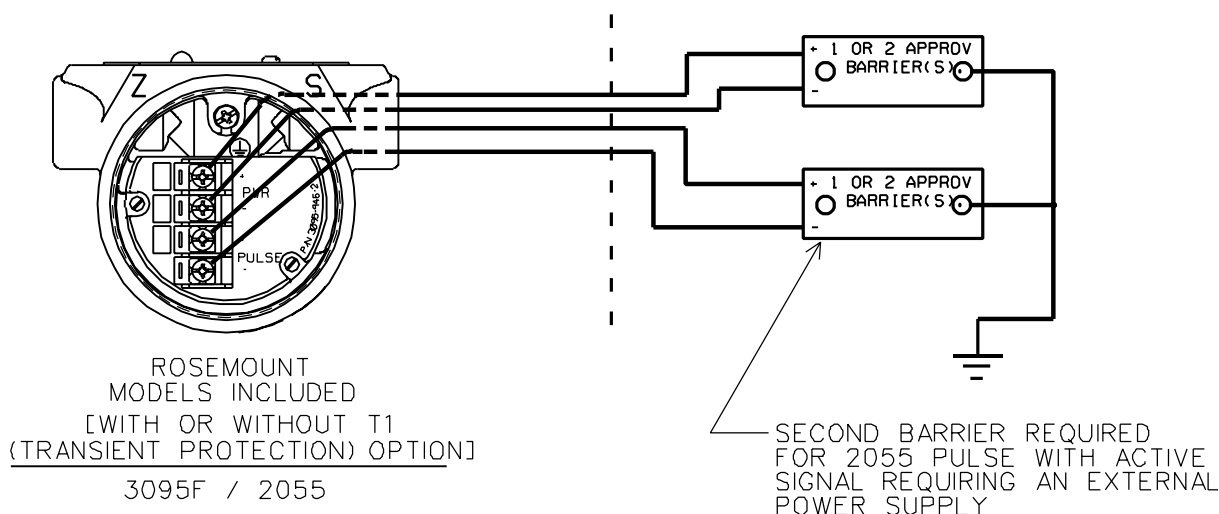 + 1 OR 2 APPROV
BARRIER(S)
-
Z S
+
PWR
-
PULSE
-
P/N 3095-946-2
+ 1 OR 2 APPROV
BARRIER(S)
-
ROSEMOUNT
MODELS INCLUDED
[WITH OR WITHOUT T1
(TRANSIENT PROTECTION) OPTION]
3095F / 2055
SECOND BARRIER REQUIRED
FOR 2055 PULSE WITH ACTIVE
SIGNAL REQUIRING AN EXTERNAL
POWER SUPPLY